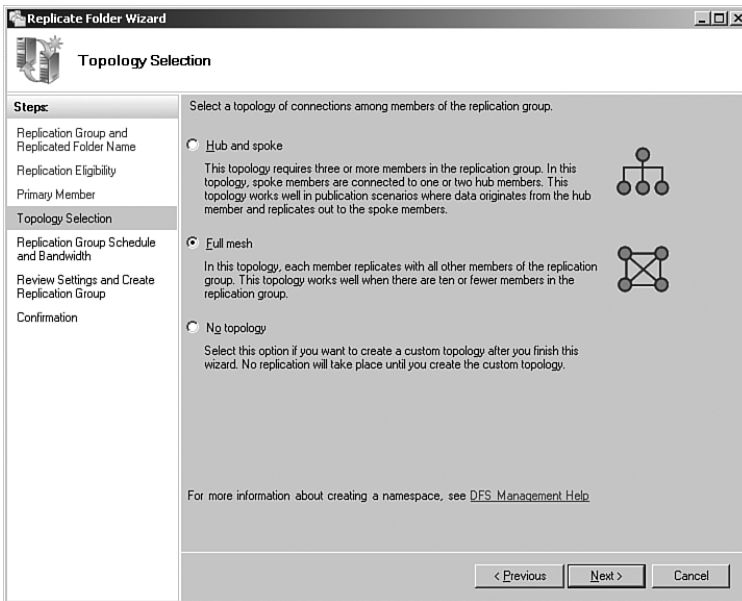 Replicate Folder Wizard
Topology Selection
Steps:
Replication Group and
Replicated Folder Name
Replication Eligibility
Primary Member
Topology Selection
Replication Group Schedule
and Bandwidth
Review Settings and Create
Replication Group
Confirmation
Select a topology of connections among members of the replication group.
Hub and spoke
This topology requires three or more members in the replication group. In this
topology, spoke members are connected to one or two hub members. This
topology works well in publication scenarios where data originates from the hub
member and replicates out to the spoke members.
Full mesh
In this topology, each member replicates with all other members of the replication
group. This topology works well when there are ten or fewer members in the
replication group.
No topology
Select this option if you want to create a custom topology after you finish this
wizard. No replication will take place until you create the custom topology.
For more information about creating a namespace, see DFS Management Help
< Previous
Next >
Cancel